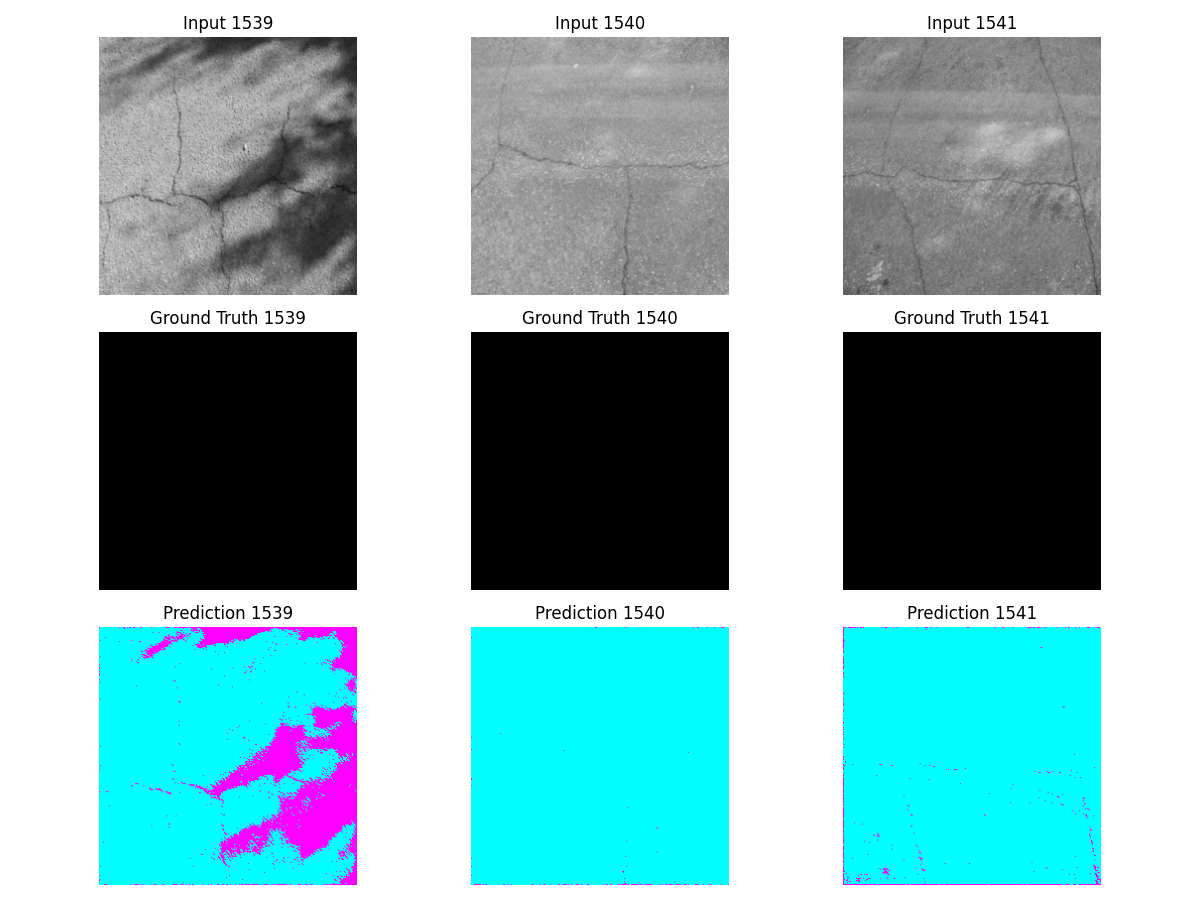 Input 1539
Input 1540
Input 1541
Ground Truth 1539
Ground Truth 1540
Ground Truth 1541
Prediction 1539
Prediction 1540
Prediction 1541